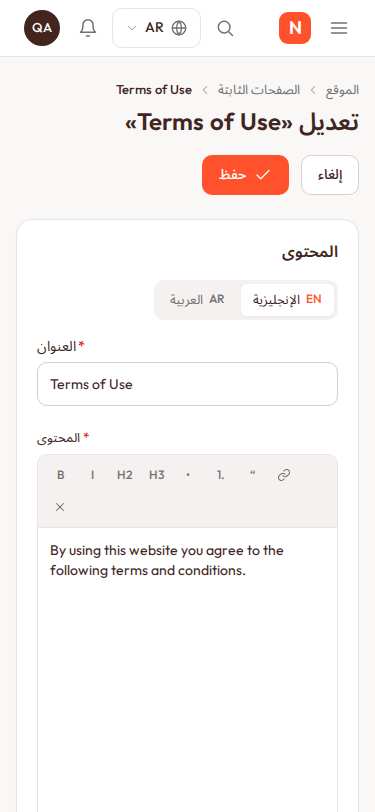 N AR QA
الموقع > الصفحات الثابتة > Terms of Use
تعديل «Terms of Use»
إلغاء حفظ
المحتوى
EN الإنجليزية AR العربية
العنوان *
Terms of Use
المحتوى *
B I H2 H3 • 1. “
By using this website you agree to the
following terms and conditions.